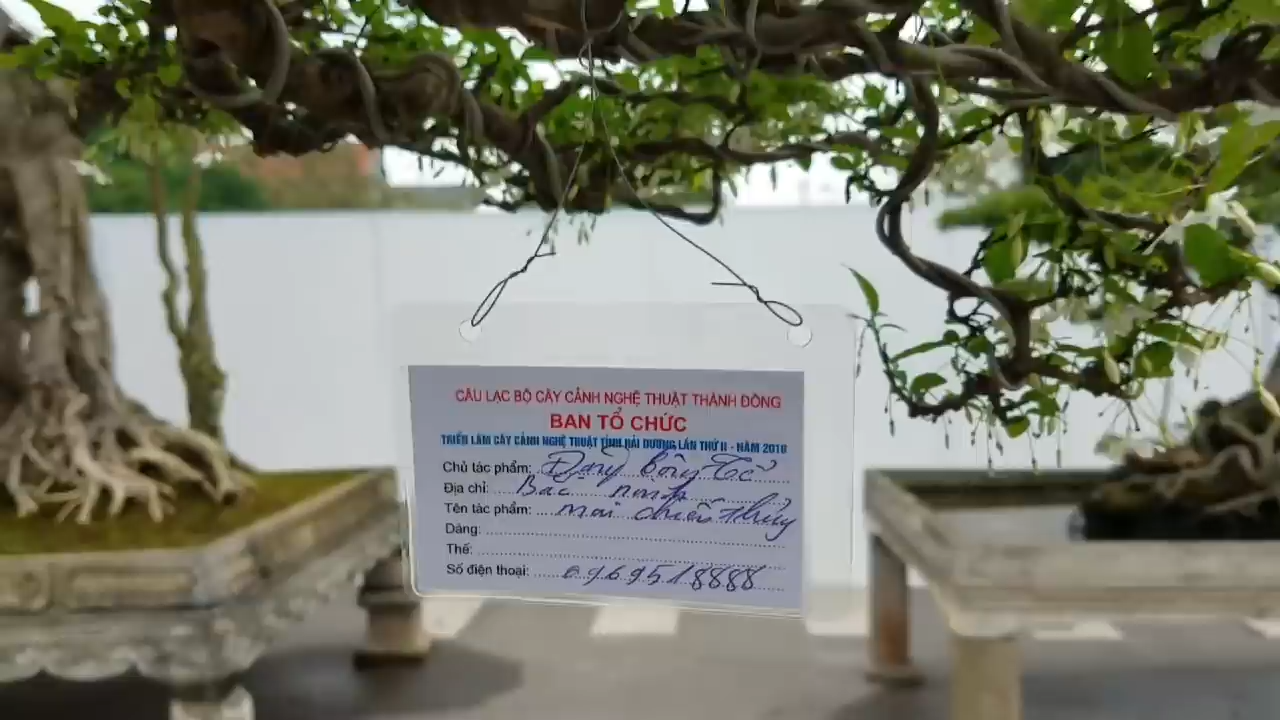 CÂU LẠC BỘ CÂY CẢNH NGHỆ THUẬT THÀNH ĐÔNG
BAN TỔ CHỨC
TRIỂN LÃM CÂY CẢNH NGHỆ THUẬT TỈNH HẢI DƯƠNG LẦN THỨ II - NĂM 2018
Chủ tác phẩm: Công
Địa chỉ: Bắc ninh
Tên tác phẩm: mai chiếu thủy
Dáng:
Thế:
Số điện thoại: 0969518888